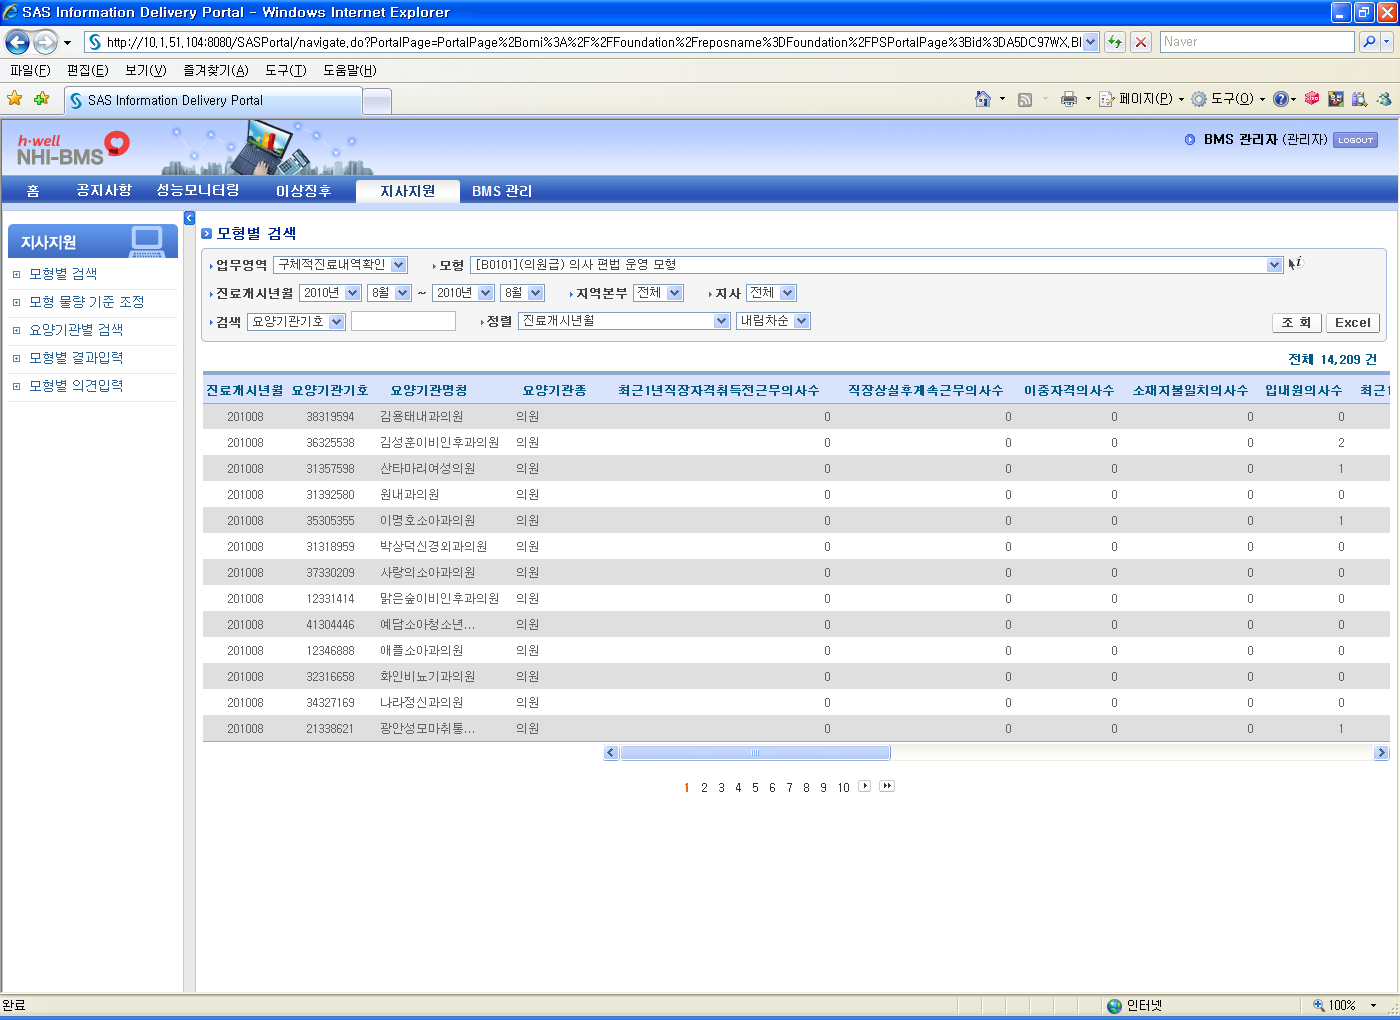 SAS Information Delivery Portal - Windows Internet Explorer
http://10.1.51.104:8080/SASPortal/navigate.do?PortalPage=PortalPage%2Bomi%3A%2F%2FFoundation%2Freposname%3DFoundation%2FPSPortalPage%3Bid%3DA5DC97WX.BI
Naver
파일(F) 편집(E) 보기(V) 즐겨찾기(A) 도구(T) 도움말(H)
SAS Information Delivery Portal
페이지(P) 도구(O)
h·well
NHI-BMS
BMS 관리자 (관리자) LOGOUT
홈 공지사항 성능모니터링 이상징후 지사지원 BMS 관리
지사지원
모형별 검색
모형 물량 기준 조정
요양기관별 검색
모형별 결과입력
모형별 의견입력
모형별 검색
업무영역 구체적진료내역확인 모형 [B0101](의원급) 의사 편법 운영 모형
진료개시년월 2010년 8월 ~ 2010년 8월 지역본부 전체 지사 전체
검색 요양기관기호 정렬 진료개시년월 내림차순 조 회 Excel
전체 14,209 건
진료개시년월 요양기관기호 요양기관명칭 요양기관종 최근1년직장자격취득전근무의사수 직장상실후계속근무의사수 이중자격의사수 소재지불일치의사수 입내원의사수 최근1
201008 38319594 김용태내과의원 의원 0 0 0 0 0
201008 36325538 김성훈이비인후과의원 의원 0 0 0 0 2
201008 31357598 산타마리여성의원 의원 0 0 0 0 1
201008 31392580 원내과의원 의원 0 0 0 0 0
201008 35305355 이명호소아과의원 의원 0 0 0 0 1
201008 31318959 박상덕신경외과의원 의원 0 0 0 0 0
201008 37330209 사랑의소아과의원 의원 0 0 0 0 0
201008 12331414 맑은숲이비인후과의원 의원 0 0 0 0 0
201008 41304446 예담소아청소년... 의원 0 0 0 0 0
201008 12346888 애플소아과의원 의원 0 0 0 0 0
201008 32316658 화인비뇨기과의원 의원 0 0 0 0 0
201008 34327169 나라정신과의원 의원 0 0 0 0 0
201008 21338621 광안성모마취통... 의원 0 0 0 0 1
1 2 3 4 5 6 7 8 9 10
완료 인터넷 100%